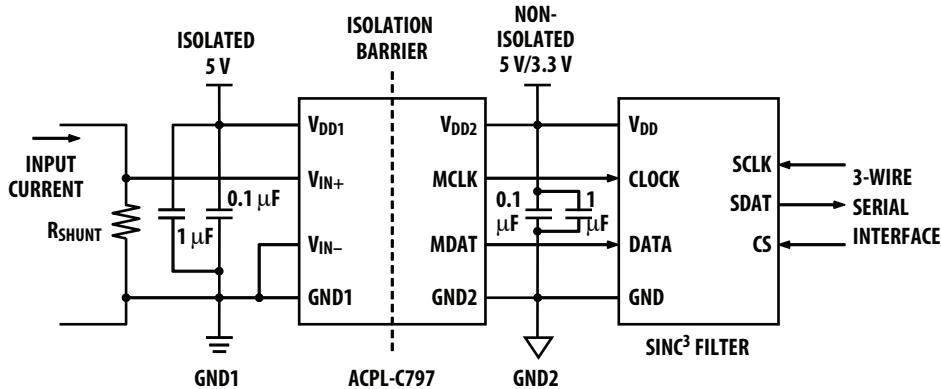 ISOLATED
5 V
ISOLATION
BARRIER
NON-
ISOLATED
5 V/3.3 V
INPUT
CURRENT
RSHUNT
1 μF
0.1 μF
VDD1
VIN+
VIN–
GND1
VDD2
MCLK
MDAT
GND2
0.1
μF
1
μF
VDD
CLOCK
DATA
GND
SCLK
SDAT
CS
3-WIRE
SERIAL
INTERFACE
GND1
ACPL-C797
GND2
SINC³ FILTER